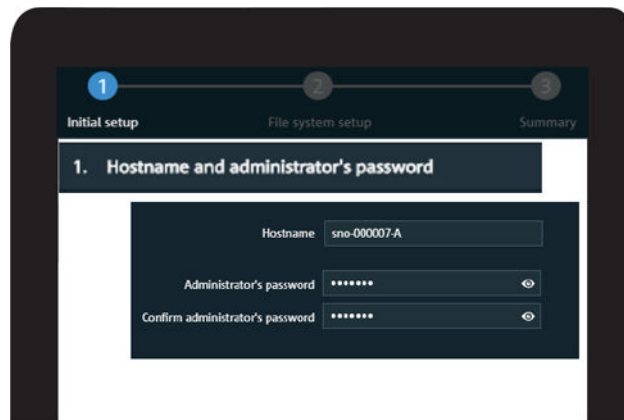 1 2 3
Initial setup File system setup Summary
1. Hostname and administrator's password
Hostname sno-000007-A
Administrator's password •••••••
Confirm administrator's password •••••••